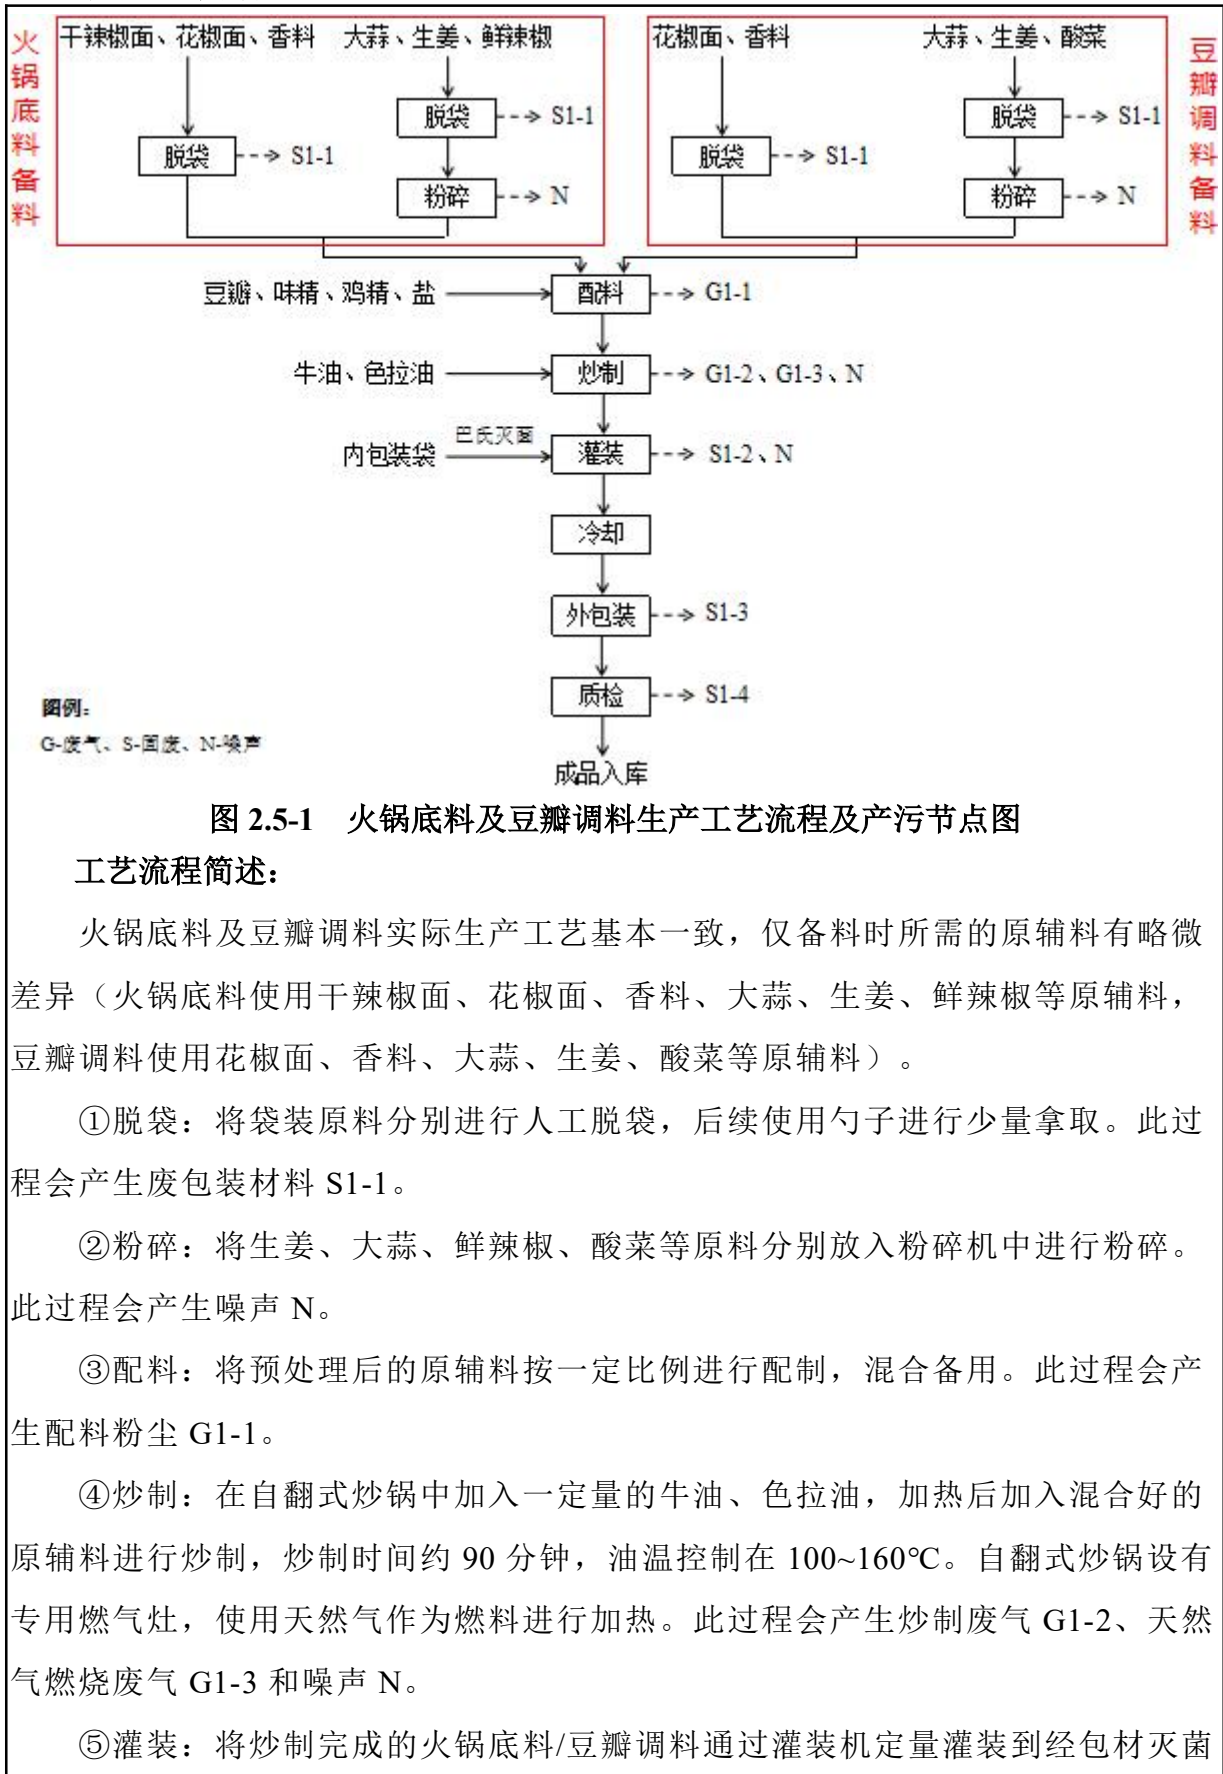 火锅底料备料
干辣椒面、花椒面、香料
大蒜、生姜、鲜辣椒
脱袋
S1-1
脱袋
S1-1
粉碎
N
花椒面、香料
大蒜、生姜、酸菜
豆瓣调料备料
脱袋
S1-1
脱袋
S1-1
粉碎
N
豆瓣、味精、鸡精、盐
配料
G1-1
牛油、色拉油
炒制
G1-2、G1-3、N
内包装袋
巴氏灭菌
灌装
S1-2、N
冷却
外包装
S1-3
质检
S1-4
图例：
G-废气、S-固废、N-噪声
成品入库
图 2.5-1 火锅底料及豆瓣调料生产工艺流程及产污节点图
工艺流程简述：
火锅底料及豆瓣调料实际生产工艺基本一致，仅备料时所需的原辅料有略微
差异（火锅底料使用干辣椒面、花椒面、香料、大蒜、生姜、鲜辣椒等原辅料，
豆瓣调料使用花椒面、香料、大蒜、生姜、酸菜等原辅料）。
①脱袋：将袋装原料分别进行人工脱袋，后续使用勺子进行少量拿取。此过
程会产生废包装材料 S1-1。
②粉碎：将生姜、大蒜、鲜辣椒、酸菜等原料分别放入粉碎机中进行粉碎。
此过程会产生噪声 N。
③配料：将预处理后的原辅料按一定比例进行配制，混合备用。此过程会产
生配料粉尘 G1-1。
④炒制：在自翻式炒锅中加入一定量的牛油、色拉油，加热后加入混合好的
原辅料进行炒制，炒制时间约 90 分钟，油温控制在 100~160℃。自翻式炒锅设有
专用燃气灶，使用天然气作为燃料进行加热。此过程会产生炒制废气 G1-2、天然
气燃烧废气 G1-3 和噪声 N。
⑤灌装：将炒制完成的火锅底料/豆瓣调料通过灌装机定量灌装到经包材灭菌